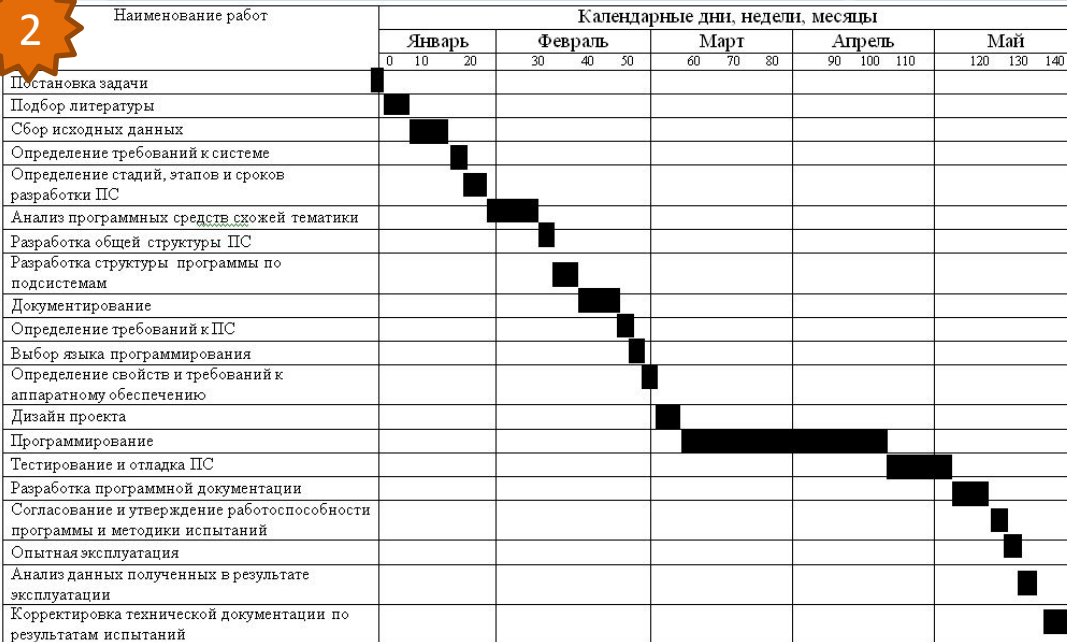 2
Наименование работ
Календарные дни, недели, месяцы
Январь Февраль Март Апрель Май
0 10 20 30 40 50 60 70 80 90 100 110 120 130 140
Постановка задачи
Подбор литературы
Сбор исходных данных
Определение требований к системе
Определение стадий, этапов и сроков
разработки ПС
Анализ программных средств схожей тематики
Разработка общей структуры ПС
Разработка структуры программы по
подсистемам
Документирование
Определение требований к ПС
Выбор языка программирования
Определение свойств и требований к
аппаратному обеспечению
Дизайн проекта
Программирование
Тестирование и отладка ПС
Разработка программной документации
Согласование и утверждение работоспособности
программы и методики испытаний
Опытная эксплуатация
Анализ данных полученных в результате
эксплуатации
Корректировка технической документации по
результатам испытаний